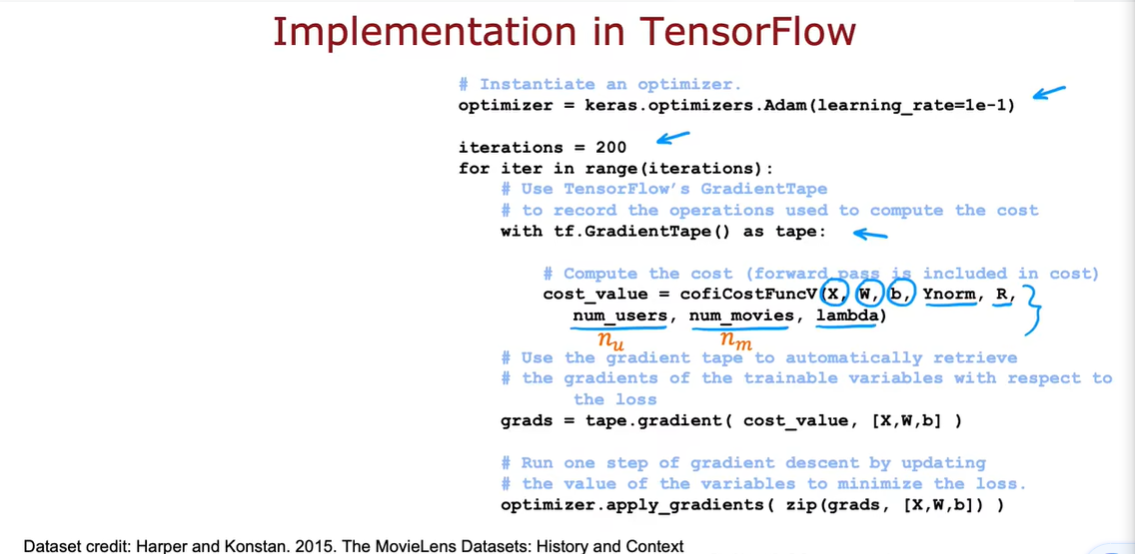 Implementation in TensorFlow
# Instantiate an optimizer.
optimizer = keras.optimizers.Adam(learning_rate=1e-1)
iterations = 200
for iter in range(iterations):
# Use TensorFlow's GradientTape
# to record the operations used to compute the cost
with tf.GradientTape() as tape:
# Compute the cost (forward pass is included in cost)
cost_value = cofiCostFuncV(X, W, b, Ynorm, R,
num_users, num_movies, lambda)
nu nm
# Use the gradient tape to automatically retrieve
# the gradients of the trainable variables with respect to
the loss
grads = tape.gradient( cost_value, [X,W,b] )
# Run one step of gradient descent by updating
# the value of the variables to minimize the loss.
optimizer.apply_gradients( zip(grads, [X,W,b]) )
Dataset credit: Harper and Konstan. 2015. The MovieLens Datasets: History and Context